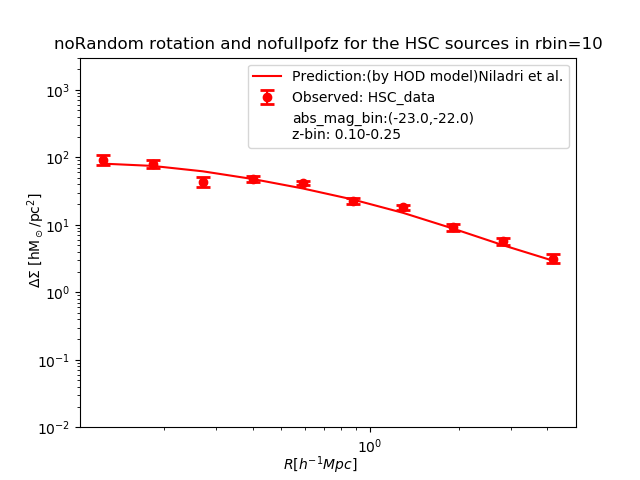 noRandom rotation and nofullpofz for the HSC sources in rbin=10
Prediction:(by HOD model)Niladri et al.
Observed: HSC_data
abs_mag_bin:(-23.0,-22.0)
z-bin: 0.10-0.25
10³
10²
10¹
10⁰
10⁻¹
10⁻²
ΔΣ [hM⊙/pc²]
10⁰
R[h⁻¹Mpc]